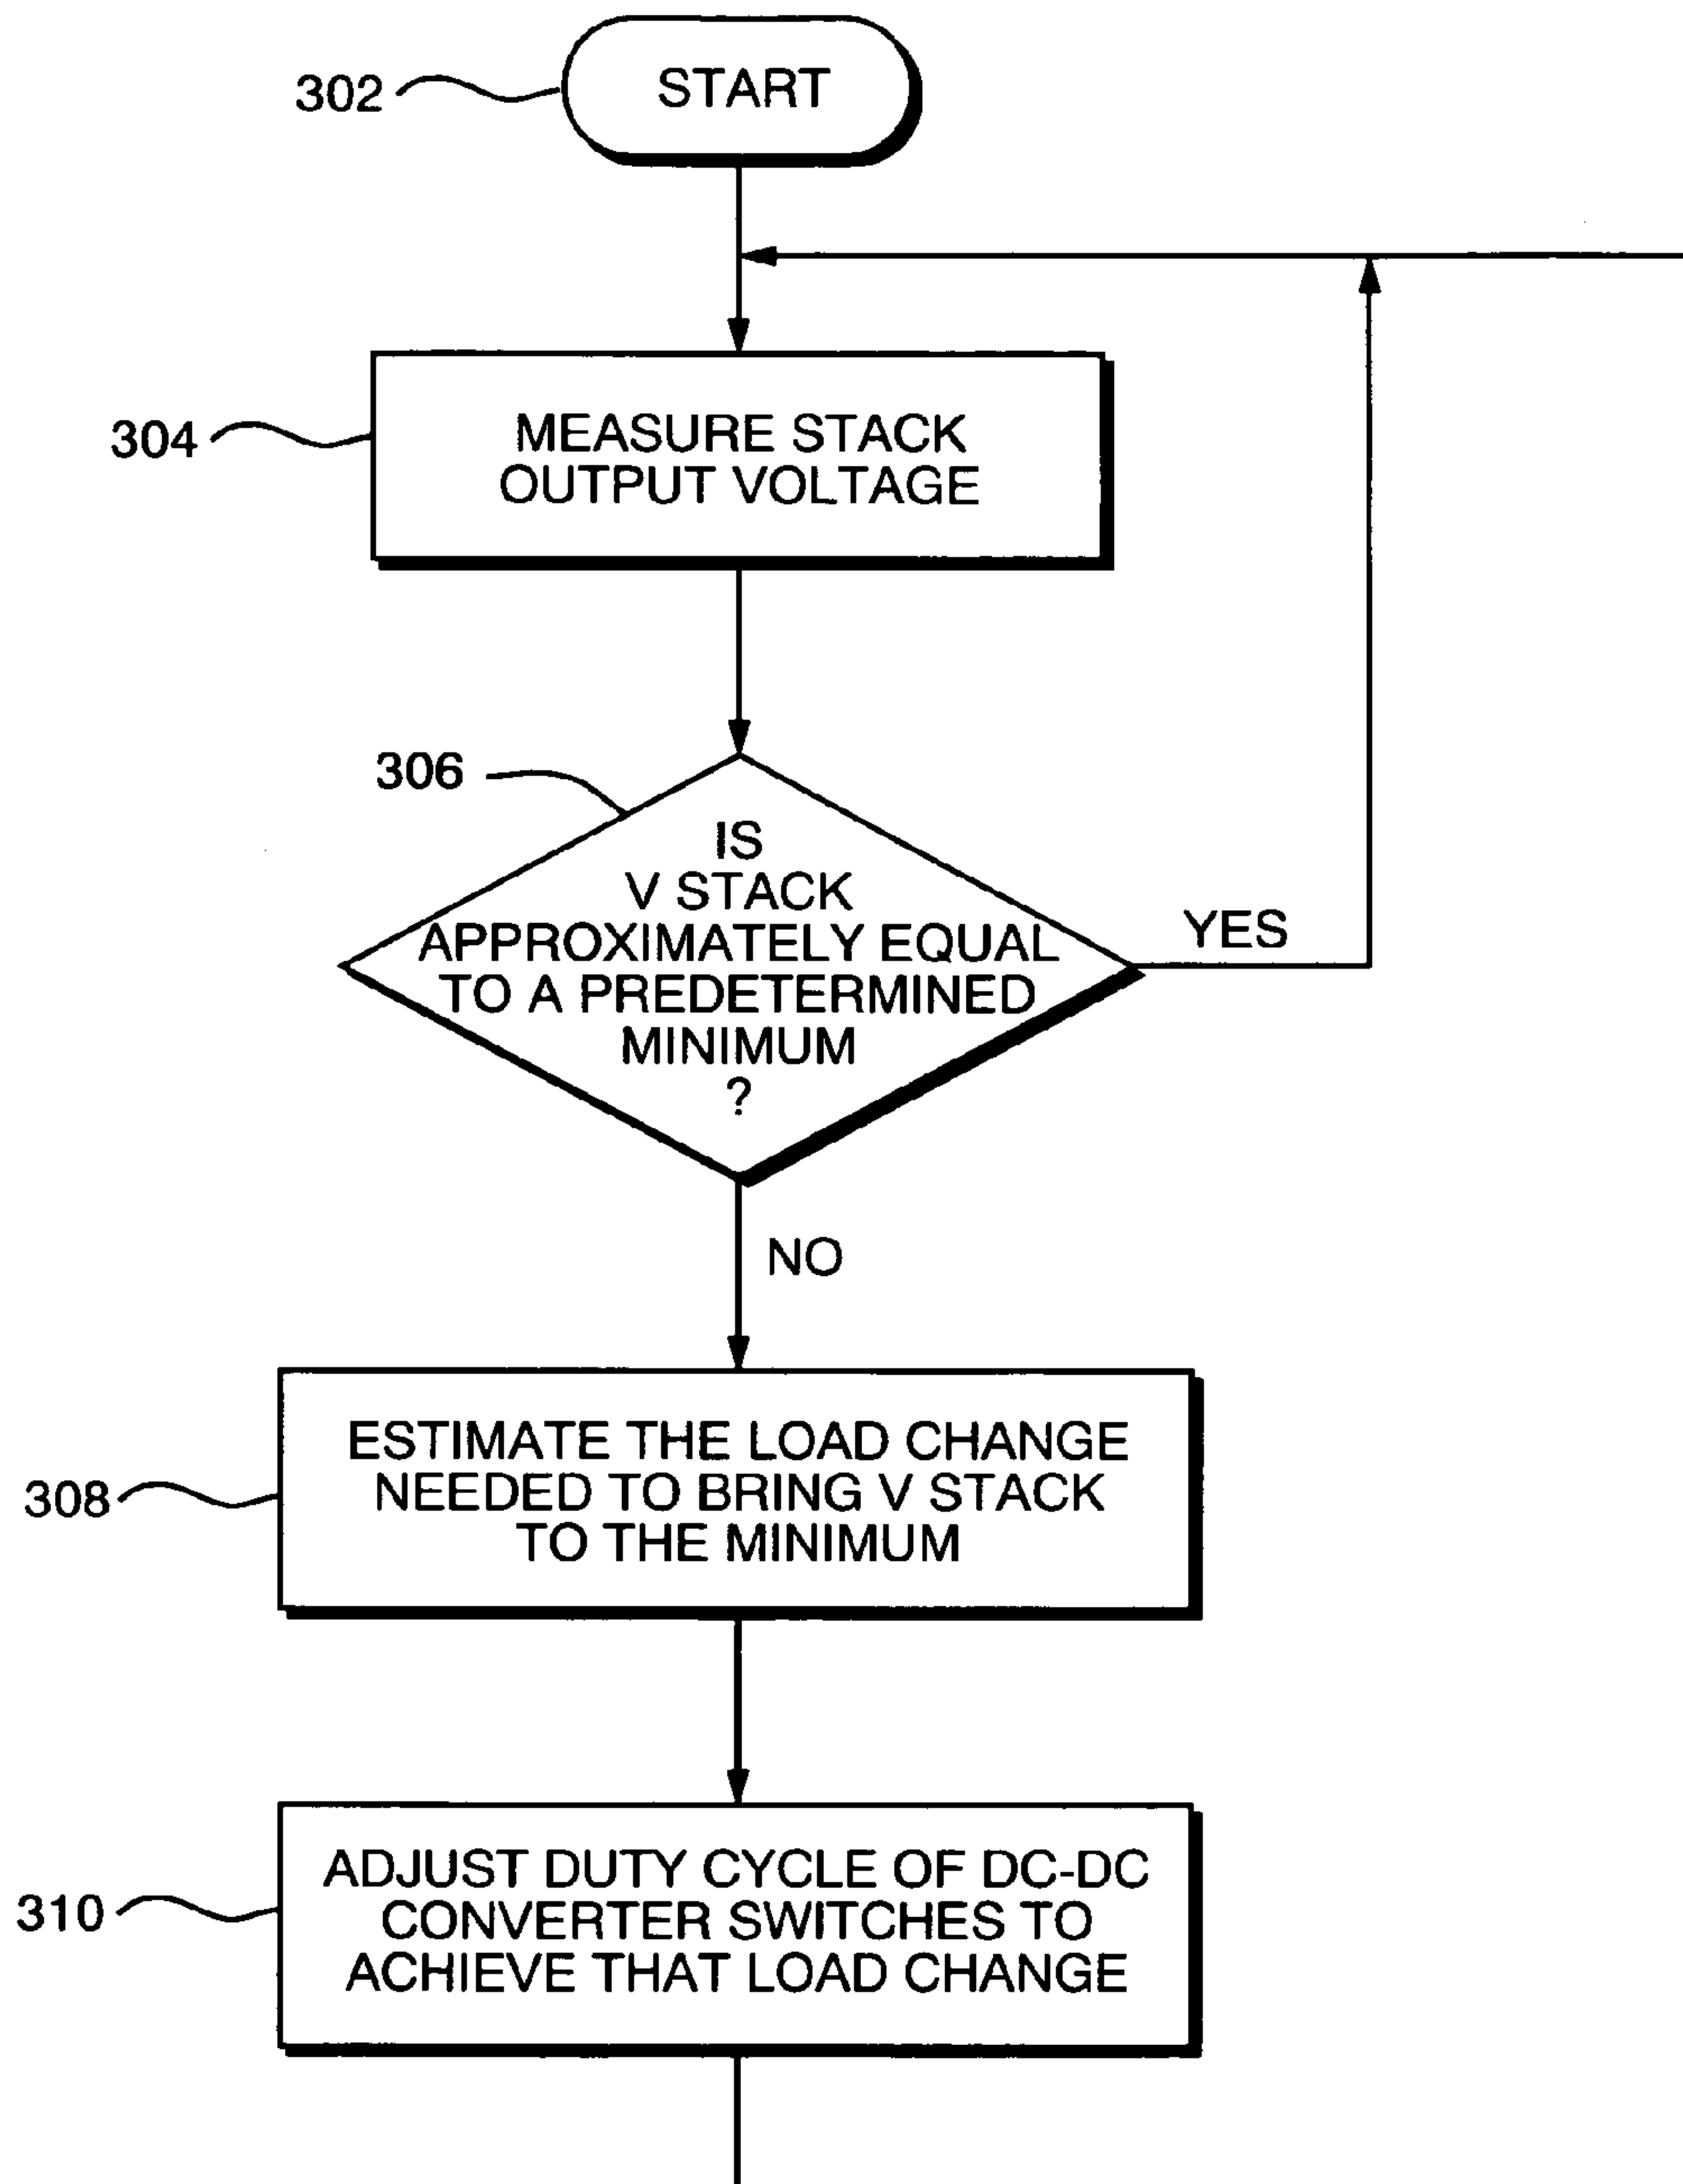 302
START
304
MEASURE STACK
OUTPUT VOLTAGE
306
IS
V STACK
APPROXIMATELY EQUAL
TO A PREDETERMINED
MINIMUM
?
YES
NO
308
ESTIMATE THE LOAD CHANGE
NEEDED TO BRING V STACK
TO THE MINIMUM
310
ADJUST DUTY CYCLE OF DC-DC
CONVERTER SWITCHES TO
ACHIEVE THAT LOAD CHANGE